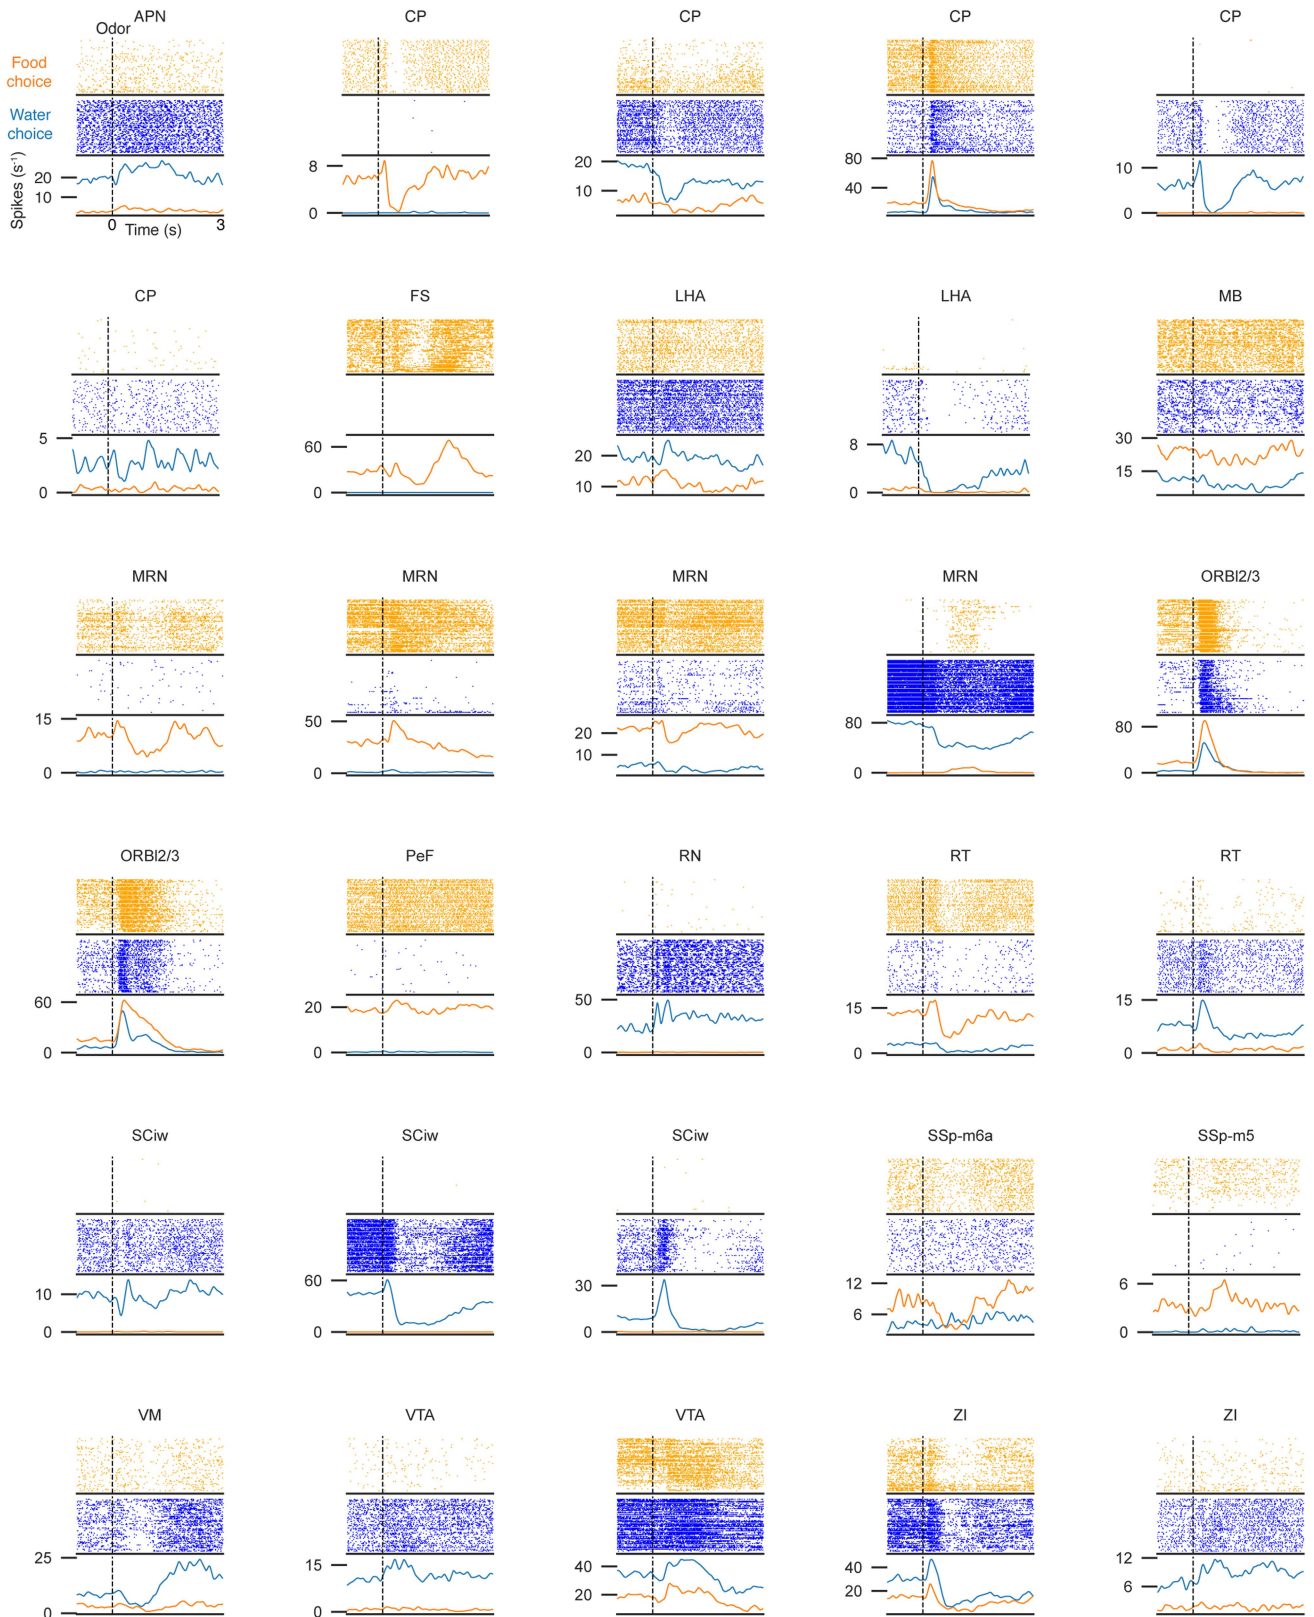 APN
CP
CP
CP
CP
Odor
Food
choice
Water
choice
Spikes (s⁻¹)
20
10
8
0
20
10
80
40
10
0
0
3
Time (s)
CP
FS
LHA
LHA
MB
5
0
60
0
20
10
8
0
30
15
MRN
MRN
MRN
MRN
ORBl2/3
15
0
50
0
20
10
80
0
80
0
ORBl2/3
PeF
RN
RT
RT
60
0
20
0
50
0
15
0
15
0
SCiw
SCiw
SCiw
SSp-m6a
SSp-m5
10
0
60
0
30
0
12
6
6
0
VM
VTA
VTA
ZI
ZI
25
0
15
0
40
20
40
20
12
6